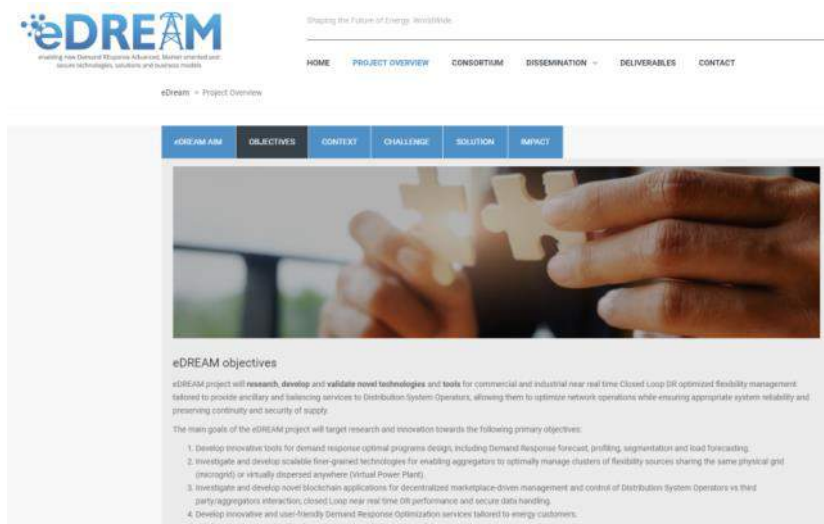 eDREAM
enabling new Demand REsponse Advanced, Market oriented and
secure technologies, solutions and business models
Shaping the Future of Energy, WorldWide.
HOME PROJECT OVERVIEW CONSORTIUM DISSEMINATION DELIVERABLES CONTACT
eDream » Project Overview
eDREAM AIM OBJECTIVES CONTEXT CHALLENGE SOLUTION IMPACT
eDREAM objectives
eDREAM project will research, develop and validate novel technologies and tools for commercial and industrial near real time Closed Loop DR optimized flexibility management
tailored to provide ancillary and balancing services to Distribution System Operators, allowing them to optimize network operations while ensuring appropriate system reliability and
preserving continuity and security of supply.
The main goals of the eDREAM project will target research and innovation towards the following primary objectives:
1. Develop innovative tools for demand response optimal programs design, including Demand Response forecast, profiling, segmentation and load forecasting.
2. Investigate and develop scalable finer-grained technologies for enabling aggregators to optimally manage clusters of flexibility sources sharing the same physical grid
(microgrid) or virtually dispersed anywhere (Virtual Power Plant).
3. Investigate and develop novel blockchain applications for decentralized marketplace-driven management and control of Distribution System Operators vs third
party/aggregators interaction, closed Loop near real time DR performance and secure data handling.
4. Develop innovative and user-friendly Demand Response Optimization services tailored to energy customers.